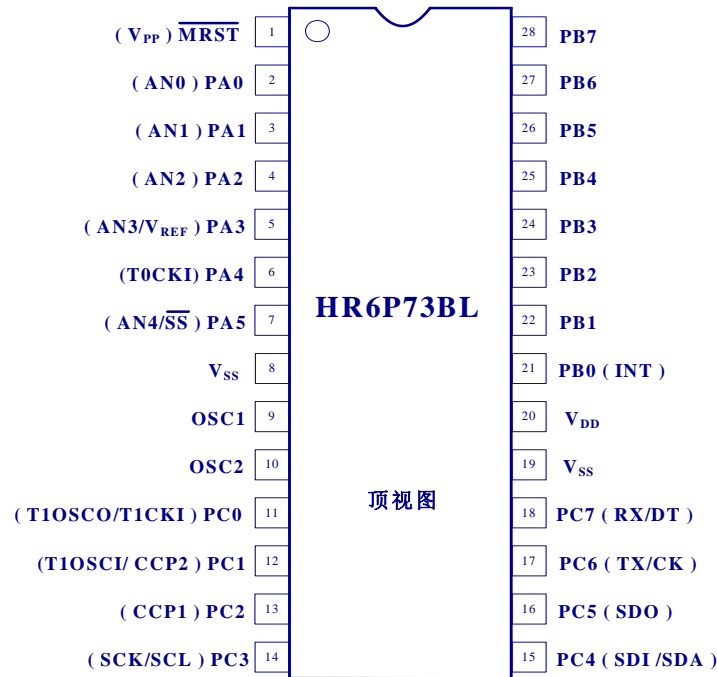 ( VPP ) MRST 1 28 PB7
( AN0 ) PA0 2 27 PB6
( AN1 ) PA1 3 26 PB5
( AN2 ) PA2 4 25 PB4
( AN3/VREF ) PA3 5 24 PB3
(T0CKI) PA4 6 23 PB2
HR6P73BL
( AN4/SS ) PA5 7 22 PB1
VSS 8 21 PB0 ( INT )
OSC1 9 20 VDD
OSC2 10 19 VSS
顶视图
( T1OSCO/T1CKI ) PC0 11 18 PC7 ( RX/DT )
(T1OSCI/ CCP2 ) PC1 12 17 PC6 ( TX/CK )
( CCP1 ) PC2 13 16 PC5 ( SDO )
( SCK/SCL ) PC3 14 15 PC4 ( SDI /SDA )